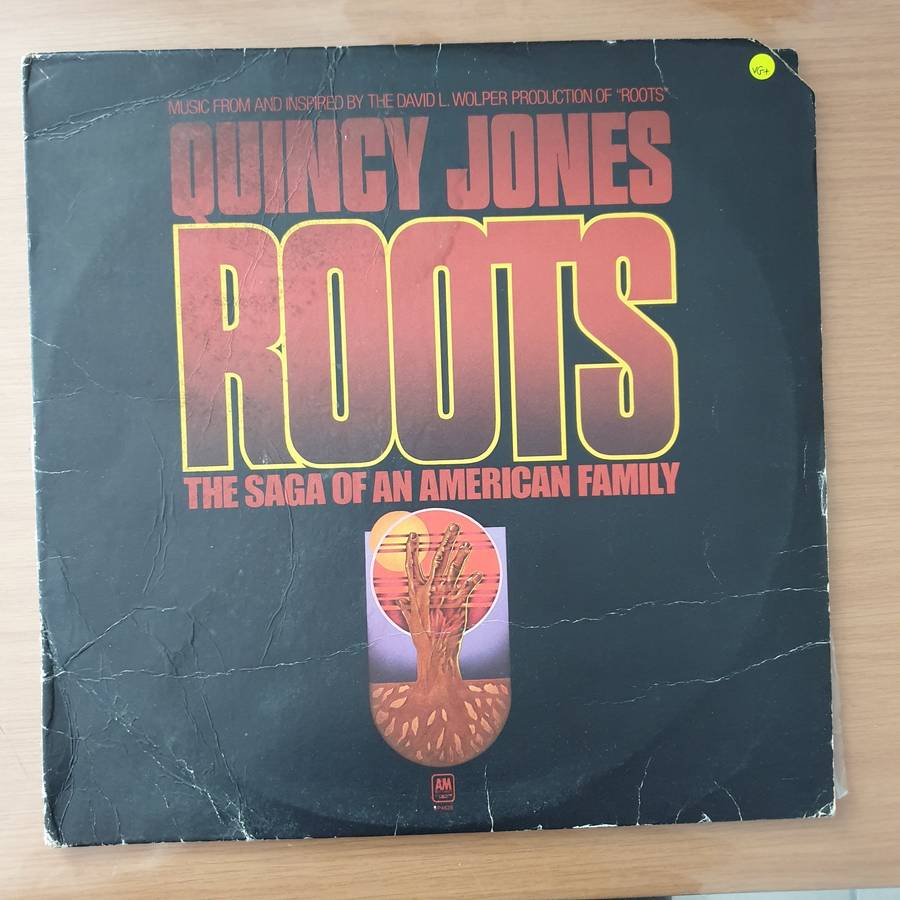 VG+
MUSIC FROM AND INSPIRED BY THE DAVID L. WOLPER PRODUCTION OF "ROOTS"
QUINCY JONES
ROOTS
THE SAGA OF AN AMERICAN FAMILY
A&M